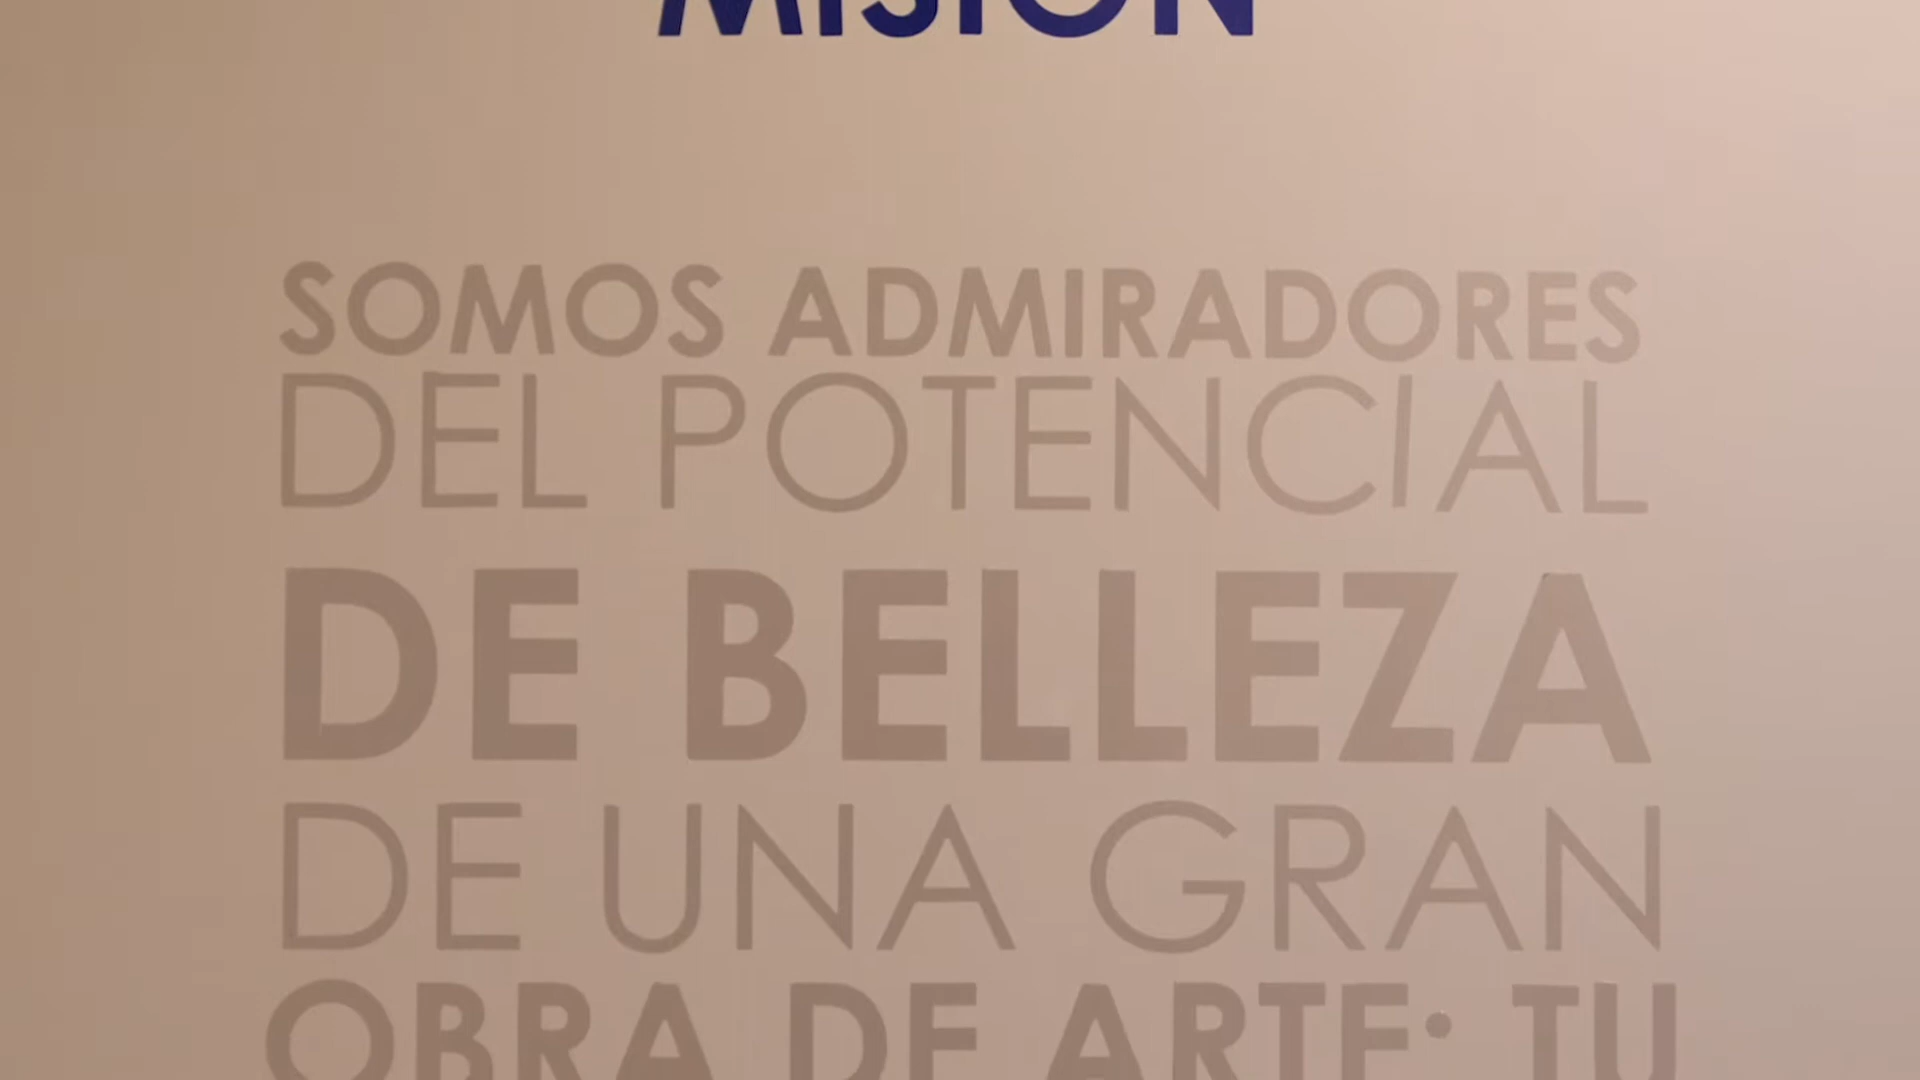 MISIÓN
SOMOS ADMIRADORES
DEL POTENCIAL
DE BELLEZA
DE UNA GRAN
OBRA DE ARTE: TU